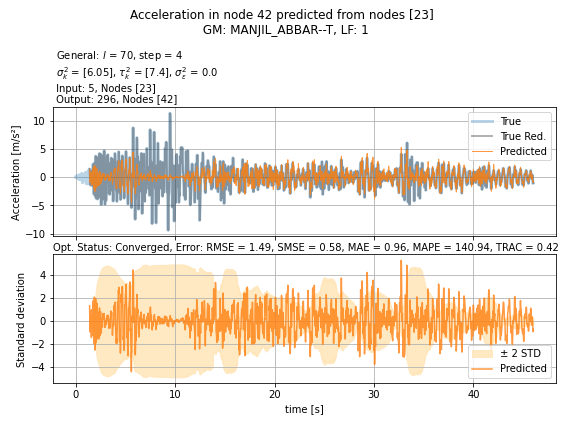 Acceleration in node 42 predicted from nodes [23]
GM: MANJIL_ABBAR--T, LF: 1
General: l = 70, step = 4
σ²ₖ = [6.05], τ²ₖ = [7.4], σ²ε = 0.0
Input: 5, Nodes [23]
Output: 296, Nodes [42]
Acceleration [m/s²]
10
5
0
−5
−10
True
True Red.
Predicted
Opt. Status: Converged, Error: RMSE = 1.49, SMSE = 0.58, MAE = 0.96, MAPE = 140.94, TRAC = 0.42
Standard deviation
4
2
0
−2
−4
± 2 STD
Predicted
0
10
20
30
40
time [s]